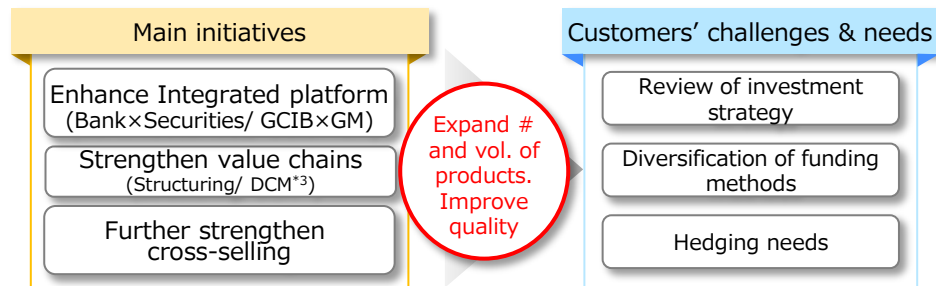 Main initiatives
Enhance Integrated platform
(Bank×Securities/ GCIB×GM)
Strengthen value chains
(Structuring/ DCM*3)
Further strengthen
cross-selling
Expand #
and vol. of
products.
Improve
quality
Customers’ challenges & needs
Review of investment
strategy
Diversification of funding
methods
Hedging needs